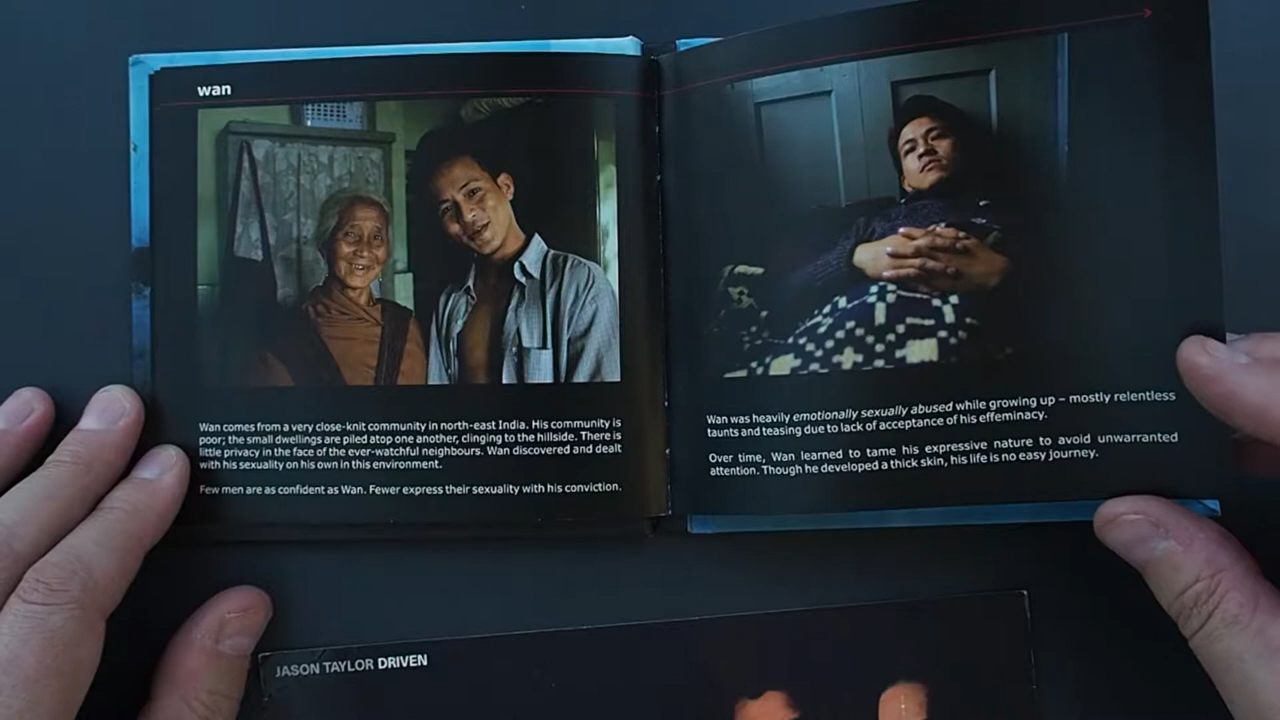 wan
Wan comes from a very close-knit community in north-east India. His community is
poor; the small dwellings are piled atop one another, clinging to the hillside. There is
little privacy in the face of the ever-watchful neighbours. Wan discovered and dealt
with his sexuality on his own in this environment.
Few men are as confident as Wan. Fewer express their sexuality with his conviction.
Wan was heavily emotionally sexually abused while growing up – mostly relentless
taunts and teasing due to lack of acceptance of his effeminacy.
Over time, Wan learned to tame his expressive nature to avoid unwarranted
attention. Though he developed a thick skin, his life is no easy journey.
JASON TAYLOR DRIVEN